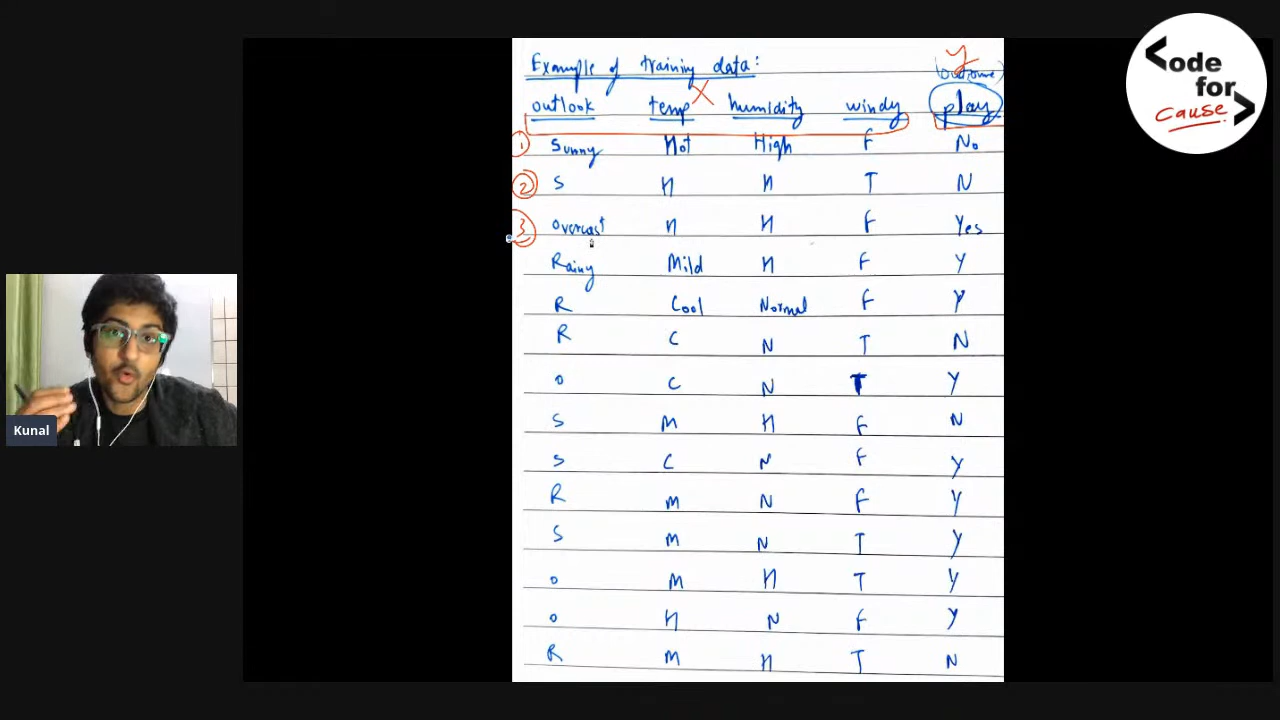 Example of training data:
y
(outcome)
X
outlook temp humidity windy play
① Sunny Hot High F No
② S H H T N
③ Overcast H H F Yes
Rainy Mild H F Y
R Cool Normal F Y
R C N T N
O C N T Y
S M H F N
S C N F Y
R M N F Y
S M N T Y
O M H T Y
O H N F Y
R M H T N
Kunal
<ode
for
cause >